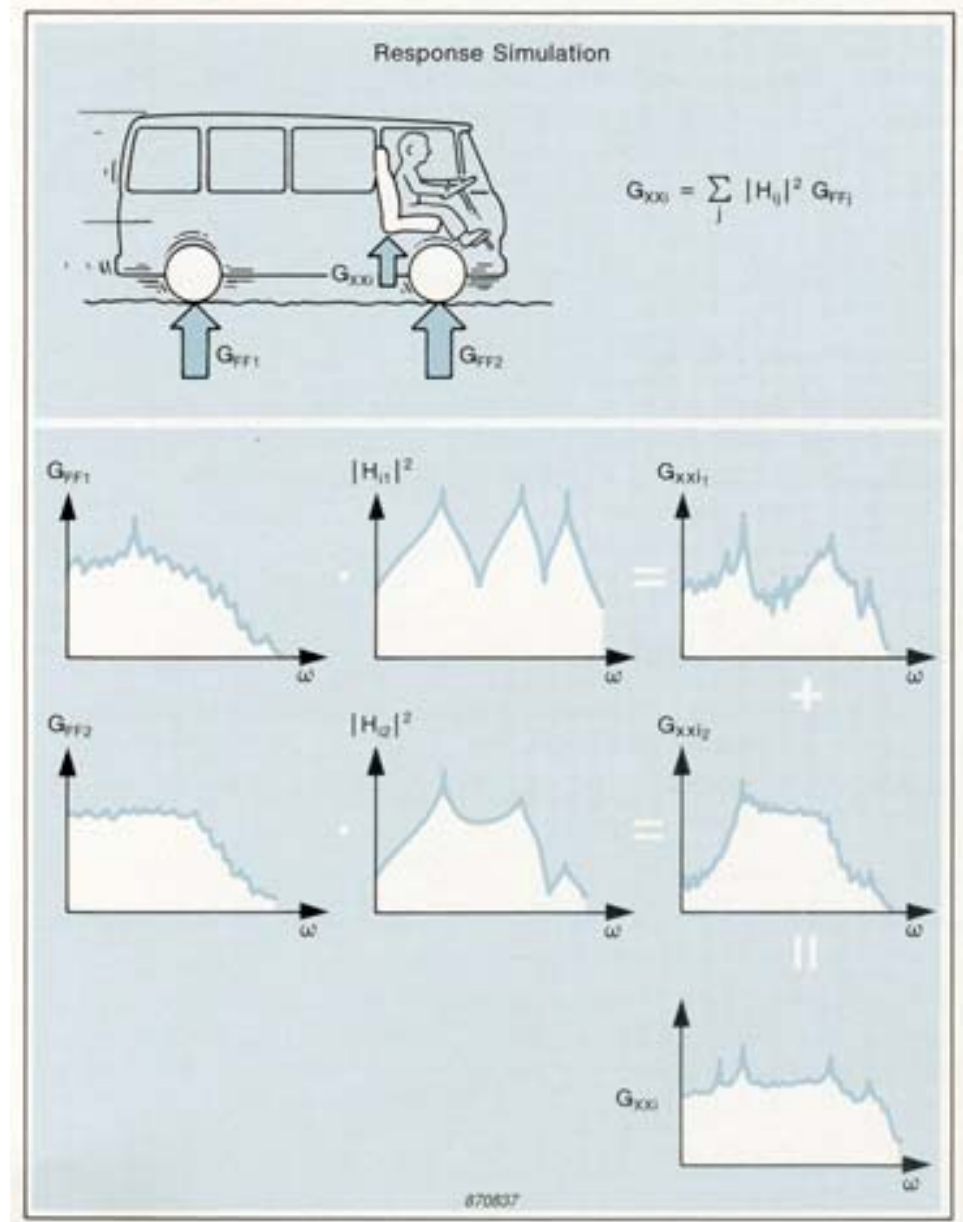 Response Simulation
G_XXi = Σ_j |H_ij|² G_FFj
G_XXi
G_FF1
G_FF2
G_FF1
|H_i1|²
G_XXi₁
·
=
ω
ω
ω
+
G_FF2
|H_i2|²
G_XXi₂
·
=
ω
ω
ω
=
G_XXi
ω
870837